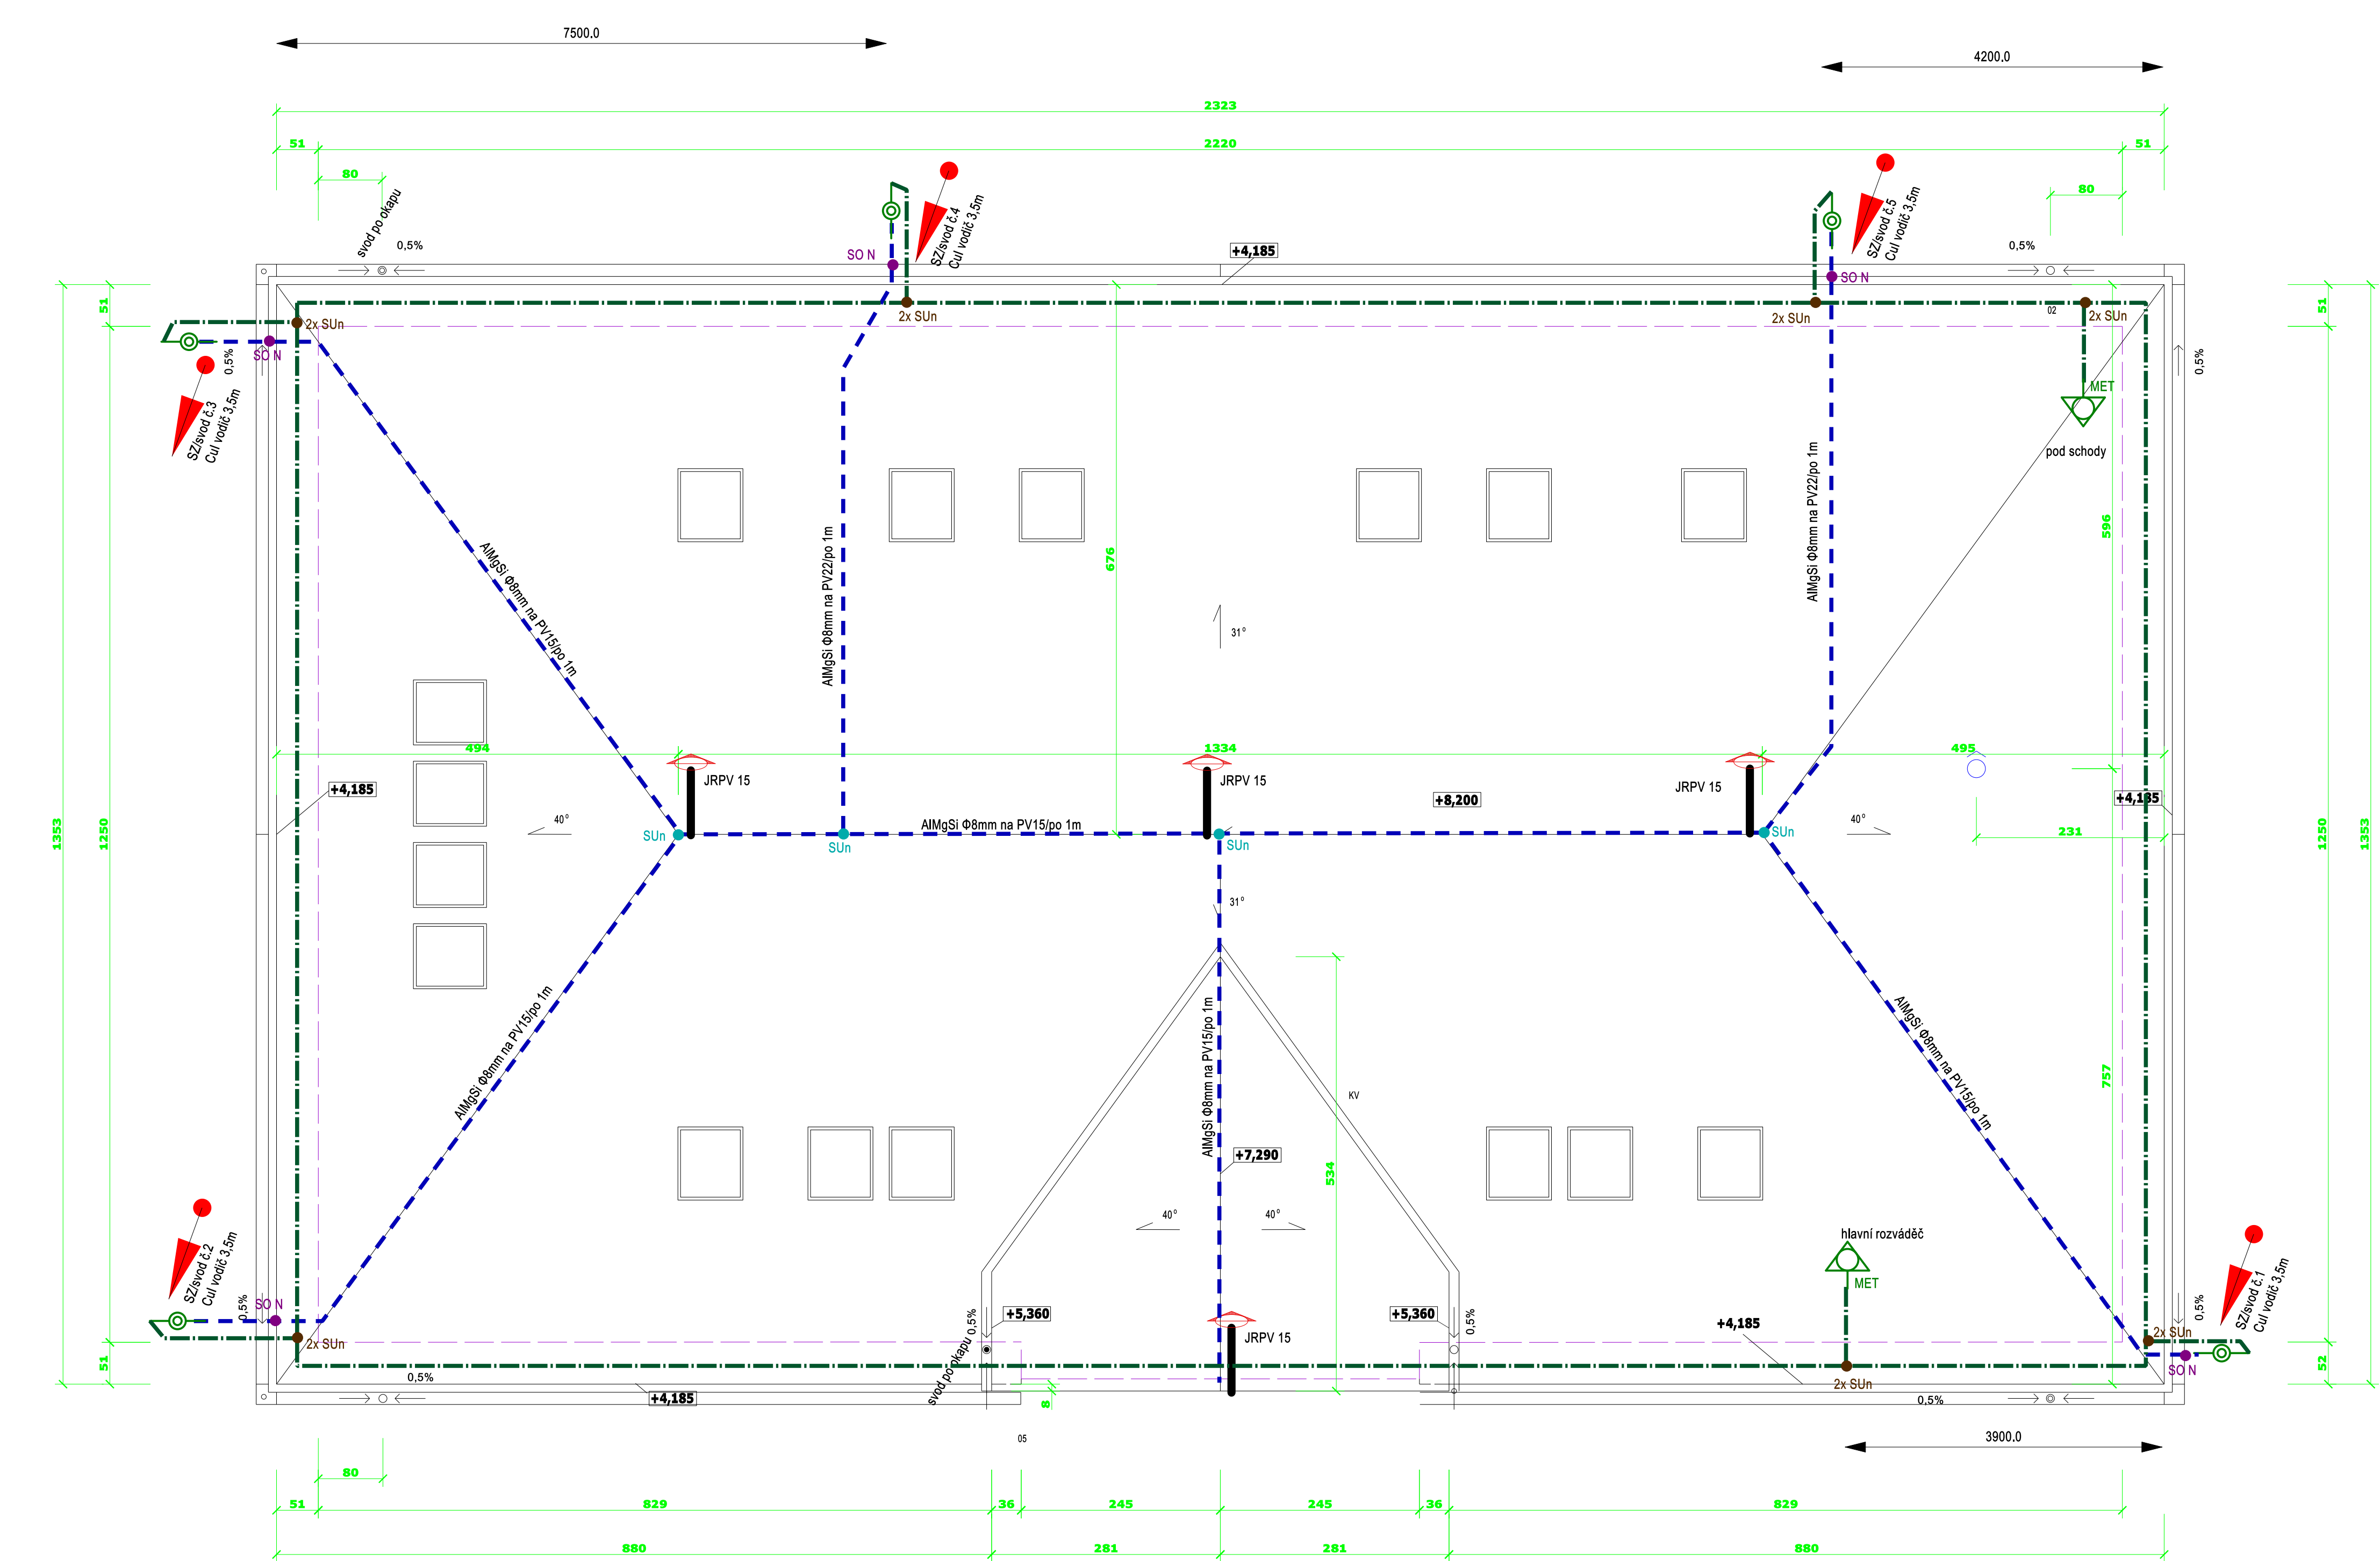 7500.0
4200.0
2323
51
2220
51
80
80
svod po okapu
0,5%
SO N
SZ/svod č.4
Cul vodič 3,5m
+4,185
SZ/svod č.5
Cul vodič 3,5m
0,5%
SO N
51
2x SUn
2x SUn
2x SUn
02
2x SUn
51
SO N
0,5%
0,5%
SZ/svod č.3
Cul vodič 3,5m
MET
pod schody
AlMgSi Φ8mm na PV15/po 1m
AlMgSi Φ8mm na PV22/po 1m
676
AlMgSi Φ8mm na PV22/po 1m
596
31°
494
1334
495
JRPV 15
JRPV 15
JRPV 15
+4,185
+8,200
+4,185
1353
1250
40°
SUn
SUn
AlMgSi Φ8mm na PV15/po 1m
SUn
SUn
40°
231
1250
1353
31°
AlMgSi Φ8mm na PV15/po 1m
AlMgSi Φ8mm na PV15/po 1m
534
KV
AlMgSi Φ8mm na PV15/po 1m
757
+7,290
40°
40°
hlavní rozváděč
MET
SZ/svod č.2
Cul vodič 3,5m
SO N
0,5%
2x SUn
0,5%
+5,360
JRPV 15
+5,360
0,5%
+4,185
2x SUn
0,5%
SZ/svod č.1
Cul vodič 3,5m
SO N
51
52
0,5%
+4,185
svod po okapu
8
2x SUn
0,5%
05
3900.0
80
51
829
36
245
245
36
829
880
281
281
880